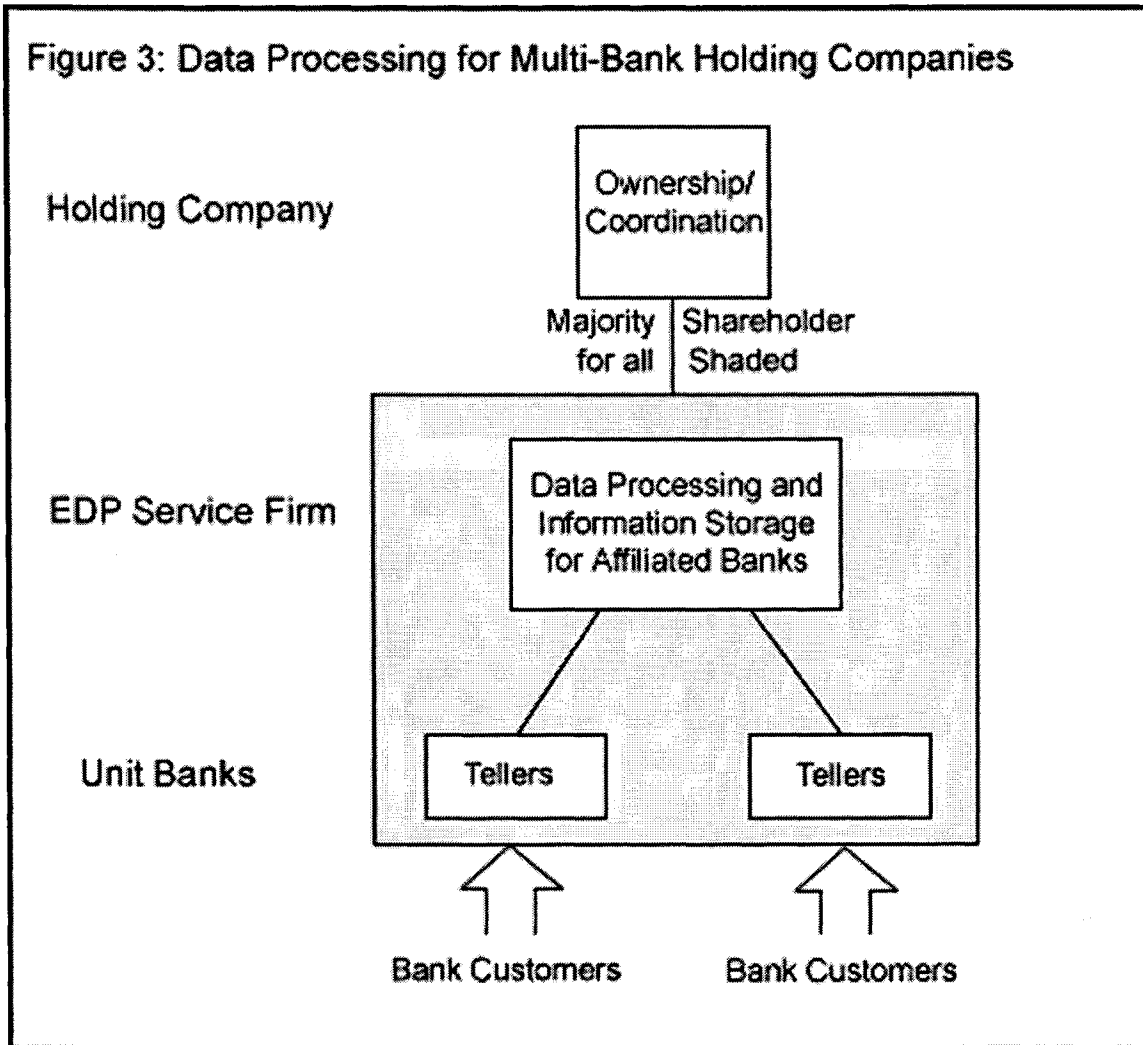 Figure 3: Data Processing for Multi-Bank Holding Companies
Holding Company
Ownership/
Coordination
Majority Shareholder
for all Shaded
EDP Service Firm
Data Processing and
Information Storage
for Affiliated Banks
Unit Banks
Tellers
Tellers
Bank Customers
Bank Customers